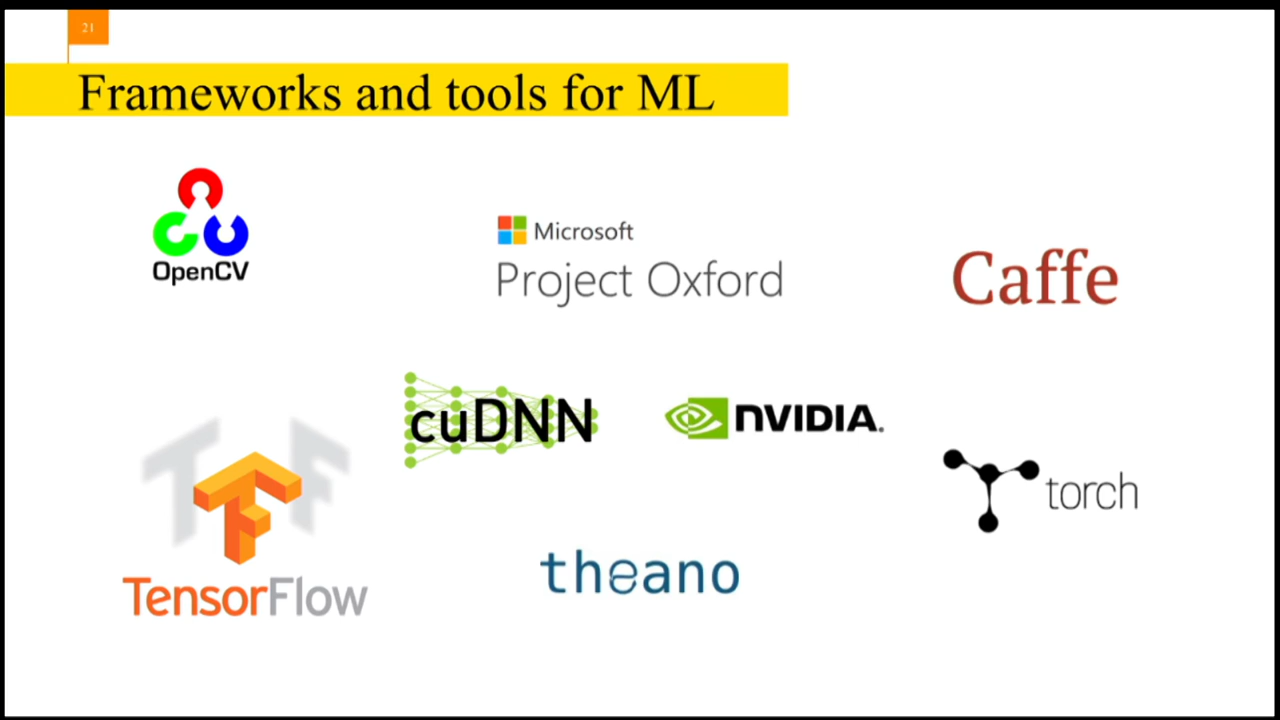 21
Frameworks and tools for ML
OpenCV
Microsoft
Project Oxford
Caffe
cuDNN
NVIDIA.
torch
TensorFlow
theano